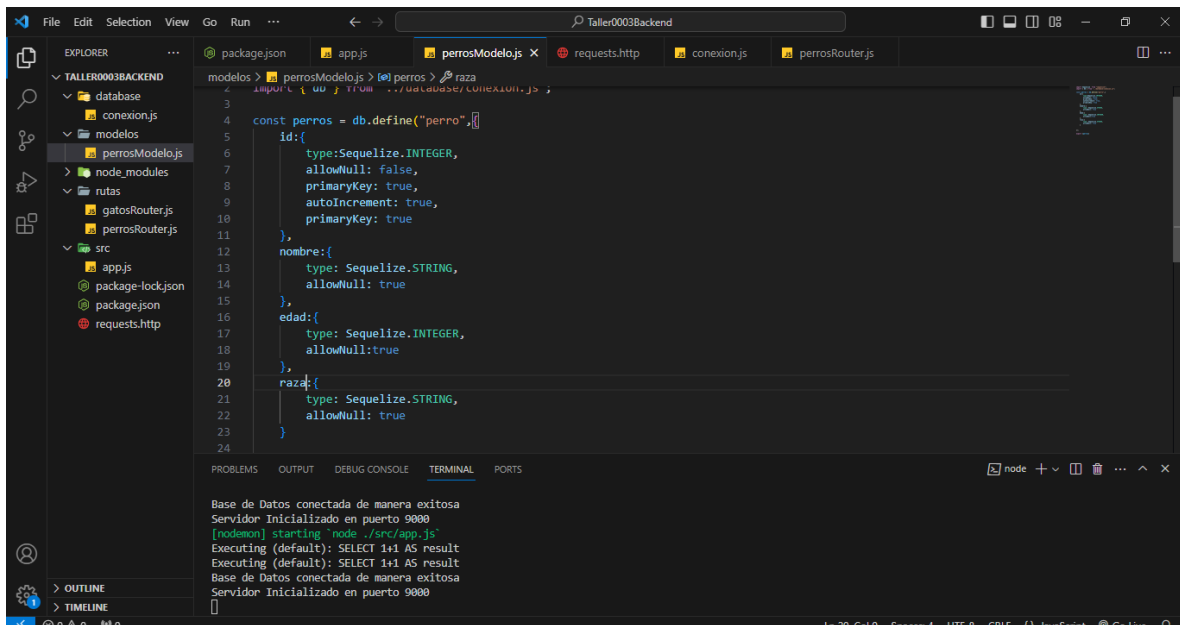 File Edit Selection View Go Run ··· ← → Taller0003Backend
EXPLORER ···
TALLER0003BACKEND
database
conexion.js
modelos
perrosModelo.js
node_modules
rutas
gatosRouter.js
perrosRouter.js
src
app.js
package-lock.json
package.json
requests.http
OUTLINE
TIMELINE
package.json app.js perrosModelo.js requests.http conexion.js perrosRouter.js
modelos > perrosModelo.js > perros > raza
2 import { db } from "../database/conexion.js";
3
4 const perros = db.define("perro",{
5 id:{
6 type:Sequelize.INTEGER,
7 allowNull: false,
8 primaryKey: true,
9 autoIncrement: true,
10 primaryKey: true
11 },
12 nombre:{
13 type: Sequelize.STRING,
14 allowNull: true
15 },
16 edad:{
17 type: Sequelize.INTEGER,
18 allowNull:true
19 },
20 raza:{
21 type: Sequelize.STRING,
22 allowNull: true
23 }
24
PROBLEMS OUTPUT DEBUG CONSOLE TERMINAL PORTS node
Base de Datos conectada de manera exitosa
Servidor Inicializado en puerto 9000
[nodemon] starting `node ./src/app.js`
Executing (default): SELECT 1+1 AS result
Executing (default): SELECT 1+1 AS result
Base de Datos conectada de manera exitosa
Servidor Inicializado en puerto 9000
1